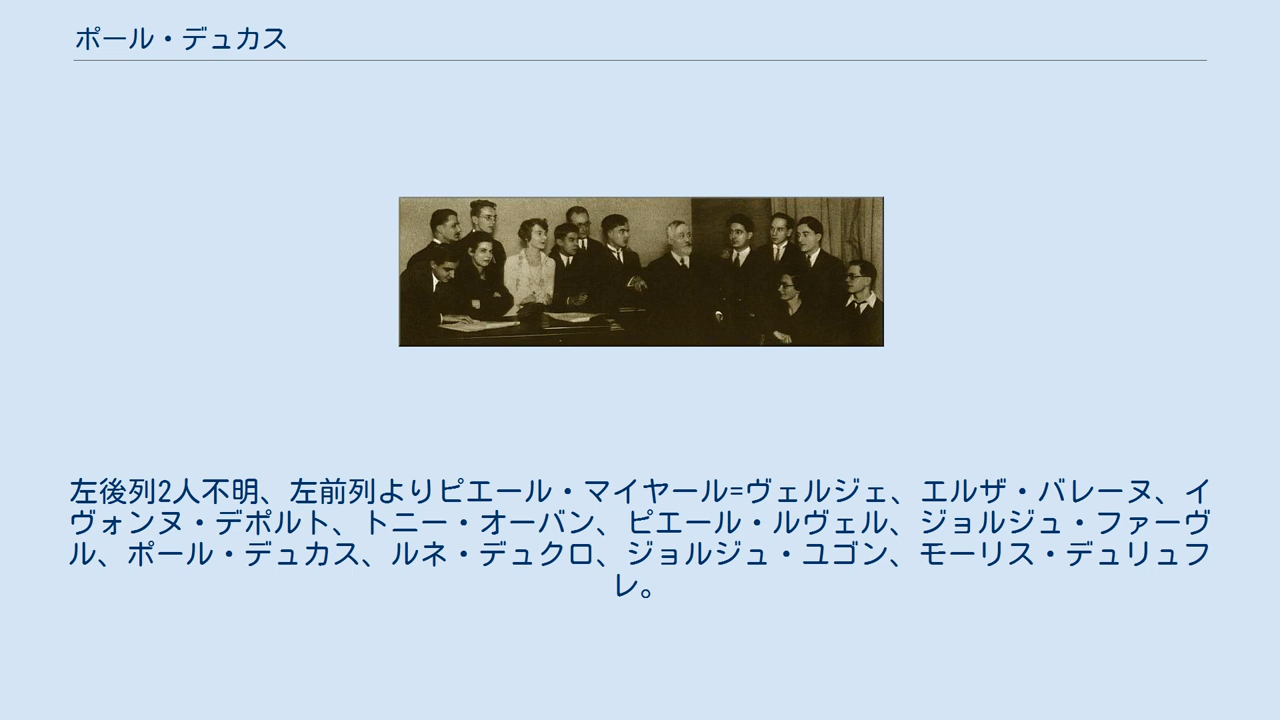 ポール・デュカス
左後列2人不明、左前列よりピエール・マイヤール=ヴェルジェ、エルザ・バレーヌ、イ
ヴォンヌ・デポルト、トニー・オーバン、ピエール・ルヴェル、ジョルジュ・ファーヴ
ル、ポール・デュカス、ルネ・デュクロ、ジョルジュ・ユゴン、モーリス・デュリュフ
レ。